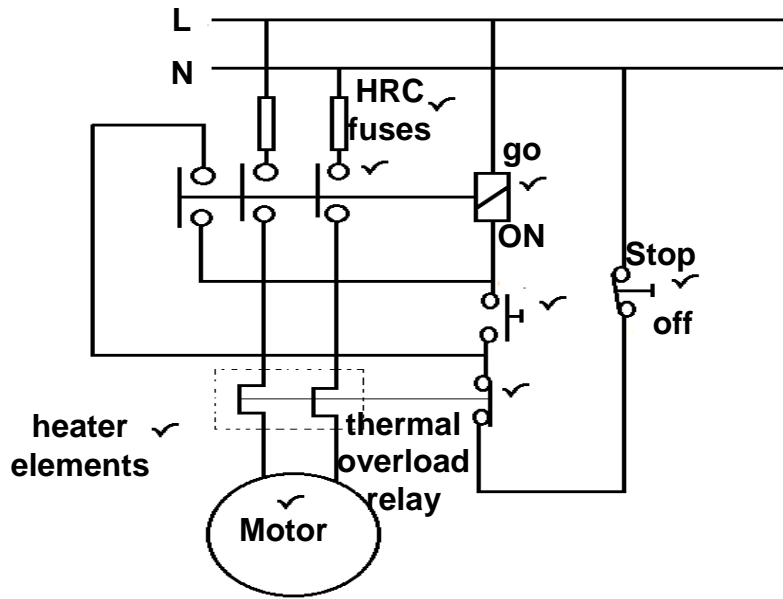 L
N
HRC
fuses
go
ON
Stop
off
heater
elements
thermal
overload
relay
Motor